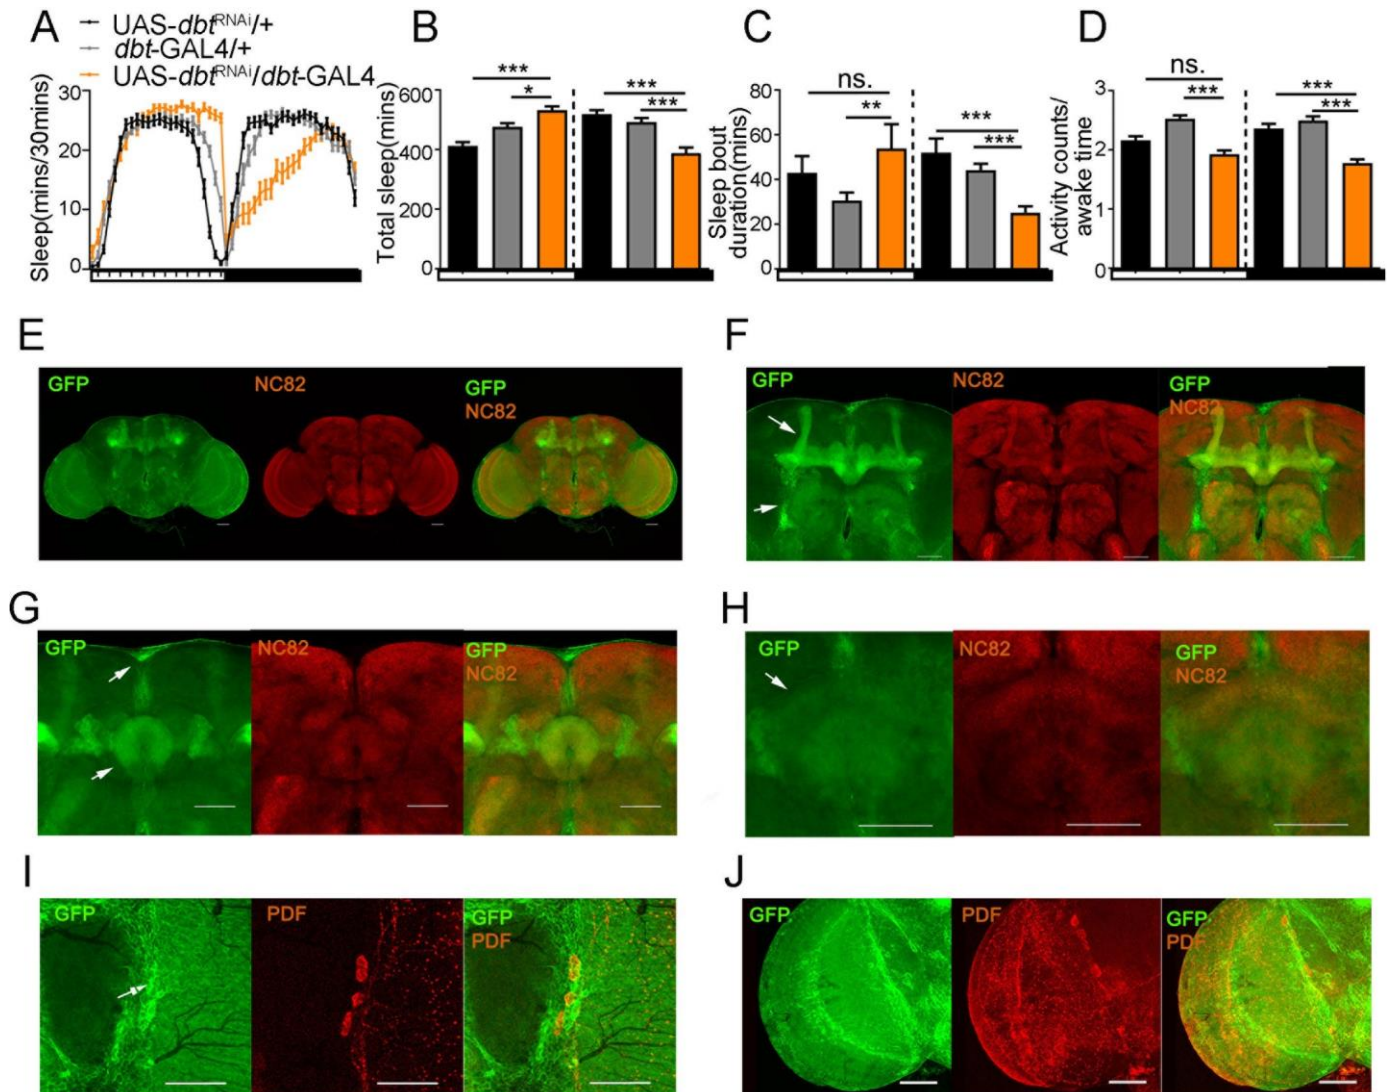 A
UAS-dbtRNAi/+
dbt-GAL4/+
UAS-dbtRNAi/dbt-GAL4
Sleep(mins/30mins)
30
20
10
0
B
Total sleep(mins)
600
400
200
0
***
*
***
***
C
Sleep bout
duration(mins)
80
60
40
20
0
ns.
**
***
***
D
Activity counts/
awake time
3
2
1
0
ns.
***
***
***
E
GFP
NC82
GFP
NC82
F
GFP
NC82
GFP
NC82
G
GFP
NC82
GFP
NC82
H
GFP
NC82
GFP
NC82
I
GFP
PDF
GFP
PDF
J
GFP
PDF
GFP
PDF